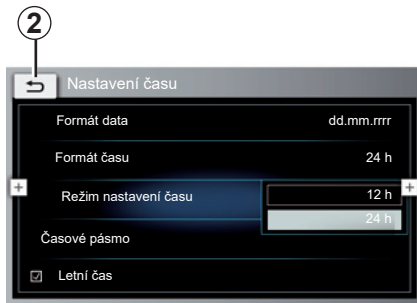 2
Nastavení času
Formát data dd.mm.rrrr
Formát času 24 h
Režim nastavení času 12 h
24 h
Časové pásmo
Letní čas